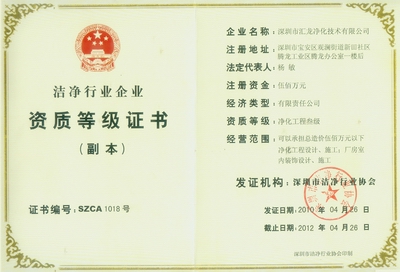 洁净行业企业
资质等级证书
(副本)
证书编号：SZCA 1018 号
企业名称：深圳市汇龙净化技术有限公司
注册地址：深圳市宝安区观澜街道新田社区
腾龙工业区腾龙办公室一楼后
法定代表人：杨 敏
注册资金：伍佰万元
经济类型：有限责任公司
资质等级：净化工程叁级
经营范围：可以承担总造价伍佰万元以下
净化工程设计、施工；厂房室
内装饰设计、施工
发证机构：深圳市洁净行业协会
发证日期：2010 年 04 月 26 日
截止日期：2012 年 04 月 26 日
深圳市洁净行业协会印制